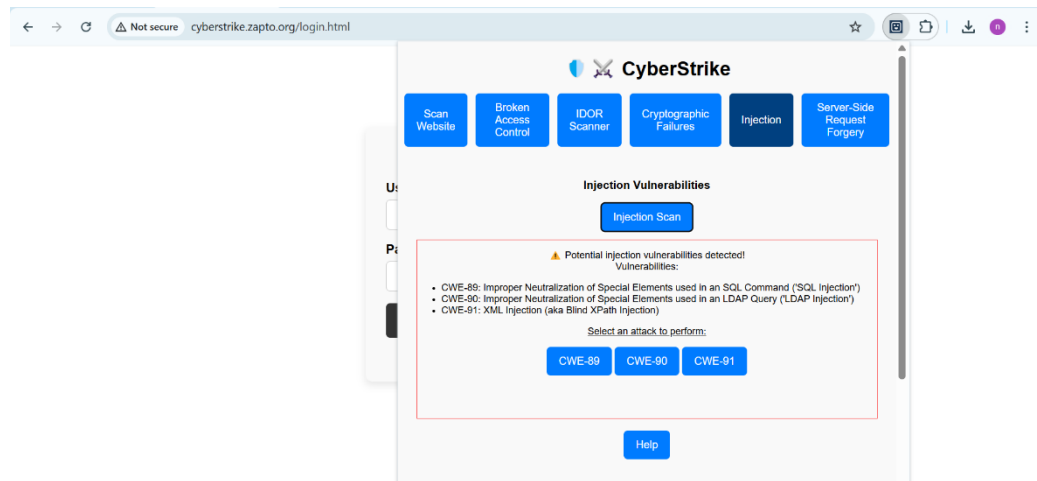 Not secure cyberstrike.zapto.org/login.html
n
CyberStrike
Scan
Website
Broken
Access
Control
IDOR
Scanner
Cryptographic
Failures
Injection
Server-Side
Request
Forgery
Injection Vulnerabilities
Injection Scan
Potential injection vulnerabilities detected!
Vulnerabilities:
• CWE-89: Improper Neutralization of Special Elements used in an SQL Command ('SQL Injection')
• CWE-90: Improper Neutralization of Special Elements used in an LDAP Query ('LDAP Injection')
• CWE-91: XML Injection (aka Blind XPath Injection)
Select an attack to perform:
CWE-89 CWE-90 CWE-91
Help